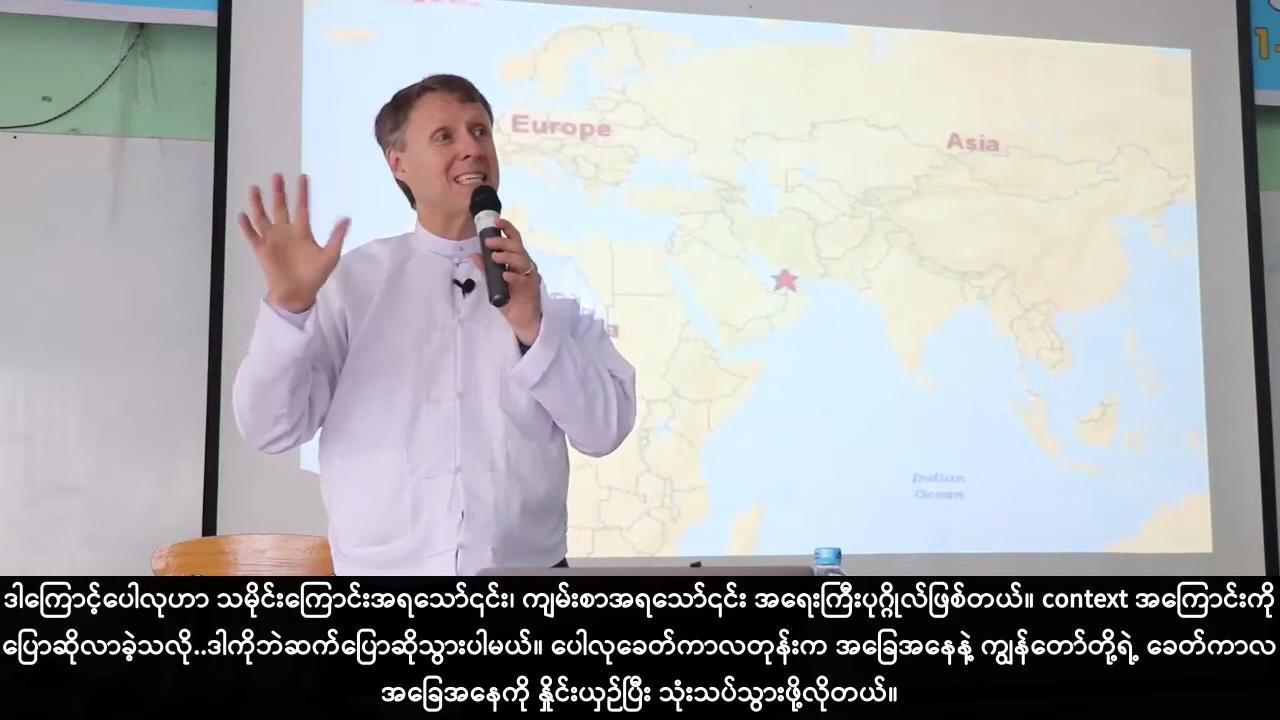 Europe
Asia
Indian
Ocean
ဒါကြောင့်ပေါလုဟာ သမိုင်းကြောင်းအရသော်၎င်း၊ ကျမ်းစာအရသော်၎င်း အရေးကြီးပုဂ္ဂိုလ်ဖြစ်တယ်။ context အကြောင်းကို
ပြောဆိုလာခဲ့သလို..ဒါကိုဘဲဆက်ပြောဆိုသွားပါမယ်။ ပေါလုခေတ်ကာလတုန်းက အခြေအနေနဲ့ ကျွန်တော်တို့ရဲ့ ခေတ်ကာလ
အခြေအနေကို နှိုင်းယှဉ်ပြီး သုံးသပ်သွားဖို့လိုတယ်။